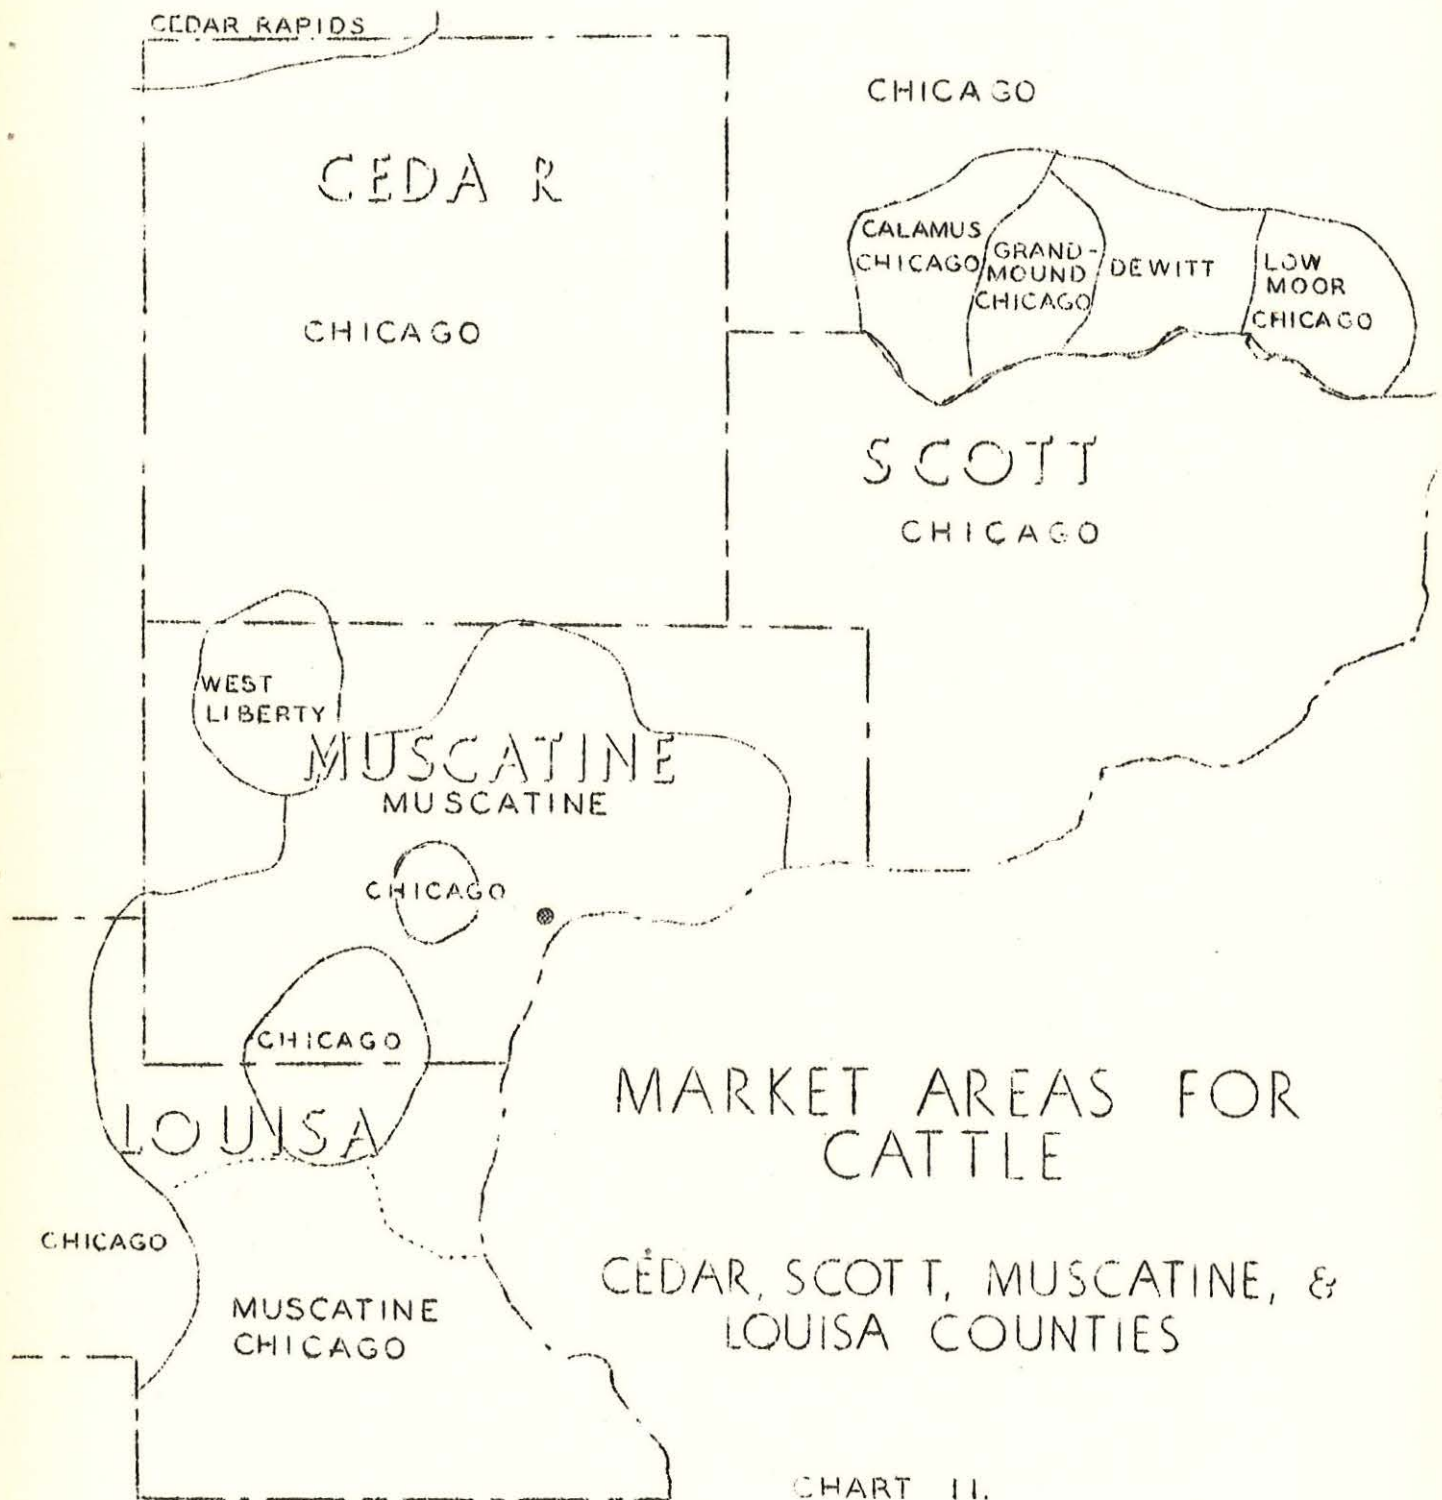 CEDAR RAPIDS
CHICAGO
CEDAR
CALAMUS
CHICAGO
GRAND-
MOUND
CHICAGO
DEWITT
LOW
MOOR
CHICAGO
CHICAGO
SCOTT
CHICAGO
WEST
LIBERTY
MUSCATINE
MUSCATINE
CHICAGO
CHICAGO
LOUISA
CHICAGO
MUSCATINE
CHICAGO
MARKET AREAS FOR
CATTLE
CEDAR, SCOTT, MUSCATINE, &
LOUISA COUNTIES
CHART 11.